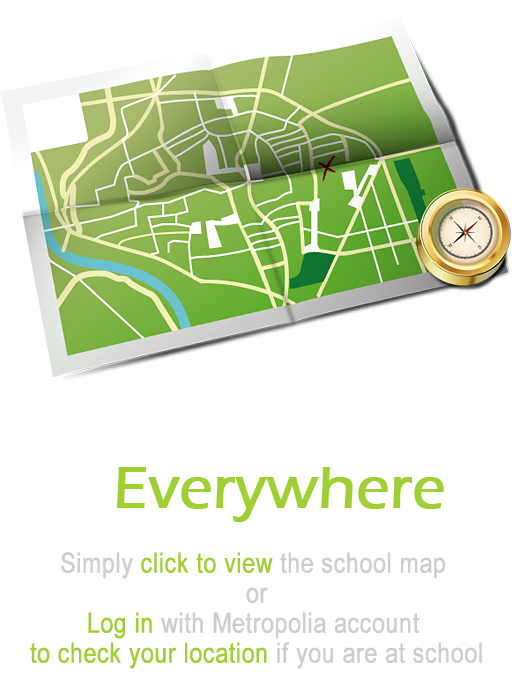 Everywhere
Simply click to view the school map
or
Log in with Metropolia account
to check your location if you are at school